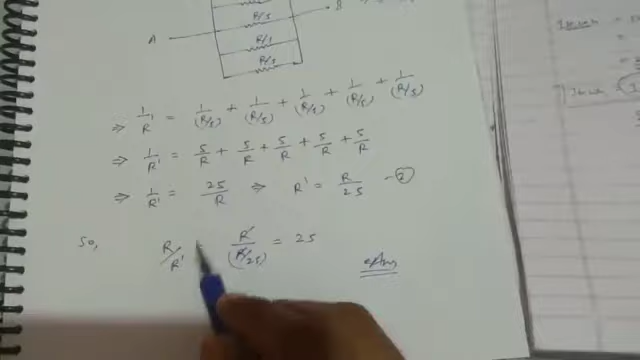 R/5
R/5
A
R/5
R/5
B
⇒ 1/R' = 1/(R/5) + 1/(R/5) + 1/(R/5) + 1/(R/5) + 1/(R/5)
⇒ 1/R' = 5/R + 5/R + 5/R + 5/R + 5/R
⇒ 1/R' = 25/R ⇒ R' = R/25 -②
So, R/R' = R/(R/25) = 25
Ans